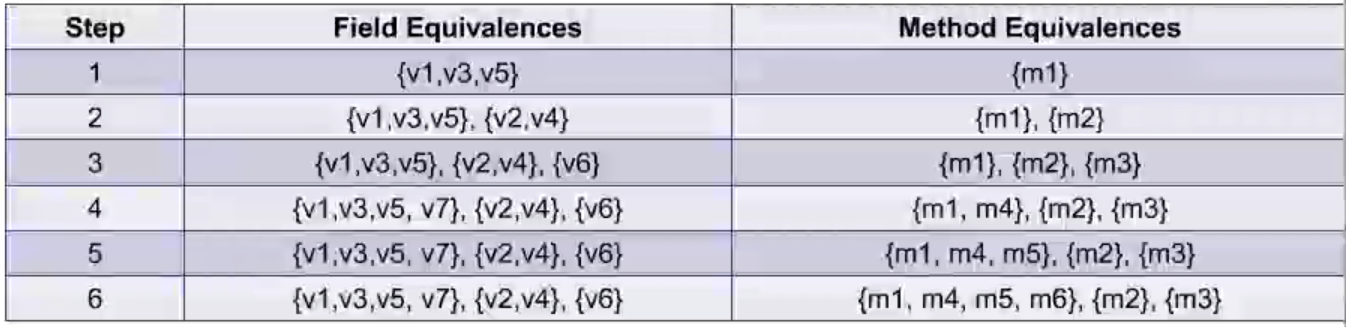 Step Field Equivalences Method Equivalences
1 {v1,v3,v5} {m1}
2 {v1,v3,v5}, {v2,v4} {m1}, {m2}
3 {v1,v3,v5}, {v2,v4}, {v6} {m1}, {m2}, {m3}
4 {v1,v3,v5, v7}, {v2,v4}, {v6} {m1, m4}, {m2}, {m3}
5 {v1,v3,v5, v7}, {v2,v4}, {v6} {m1, m4, m5}, {m2}, {m3}
6 {v1,v3,v5, v7}, {v2,v4}, {v6} {m1, m4, m5, m6}, {m2}, {m3}